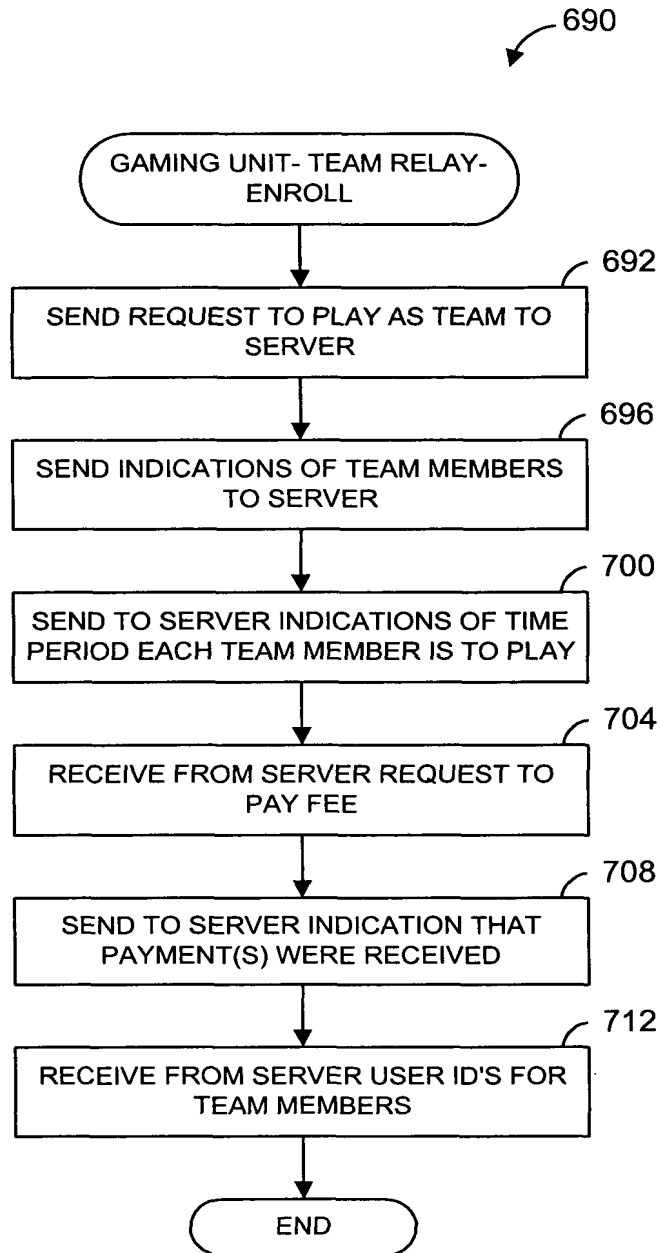 690
GAMING UNIT- TEAM RELAY-
ENROLL
692
SEND REQUEST TO PLAY AS TEAM TO
SERVER
696
SEND INDICATIONS OF TEAM MEMBERS
TO SERVER
700
SEND TO SERVER INDICATIONS OF TIME
PERIOD EACH TEAM MEMBER IS TO PLAY
704
RECEIVE FROM SERVER REQUEST TO
PAY FEE
708
SEND TO SERVER INDICATION THAT
PAYMENT(S) WERE RECEIVED
712
RECEIVE FROM SERVER USER ID'S FOR
TEAM MEMBERS
END